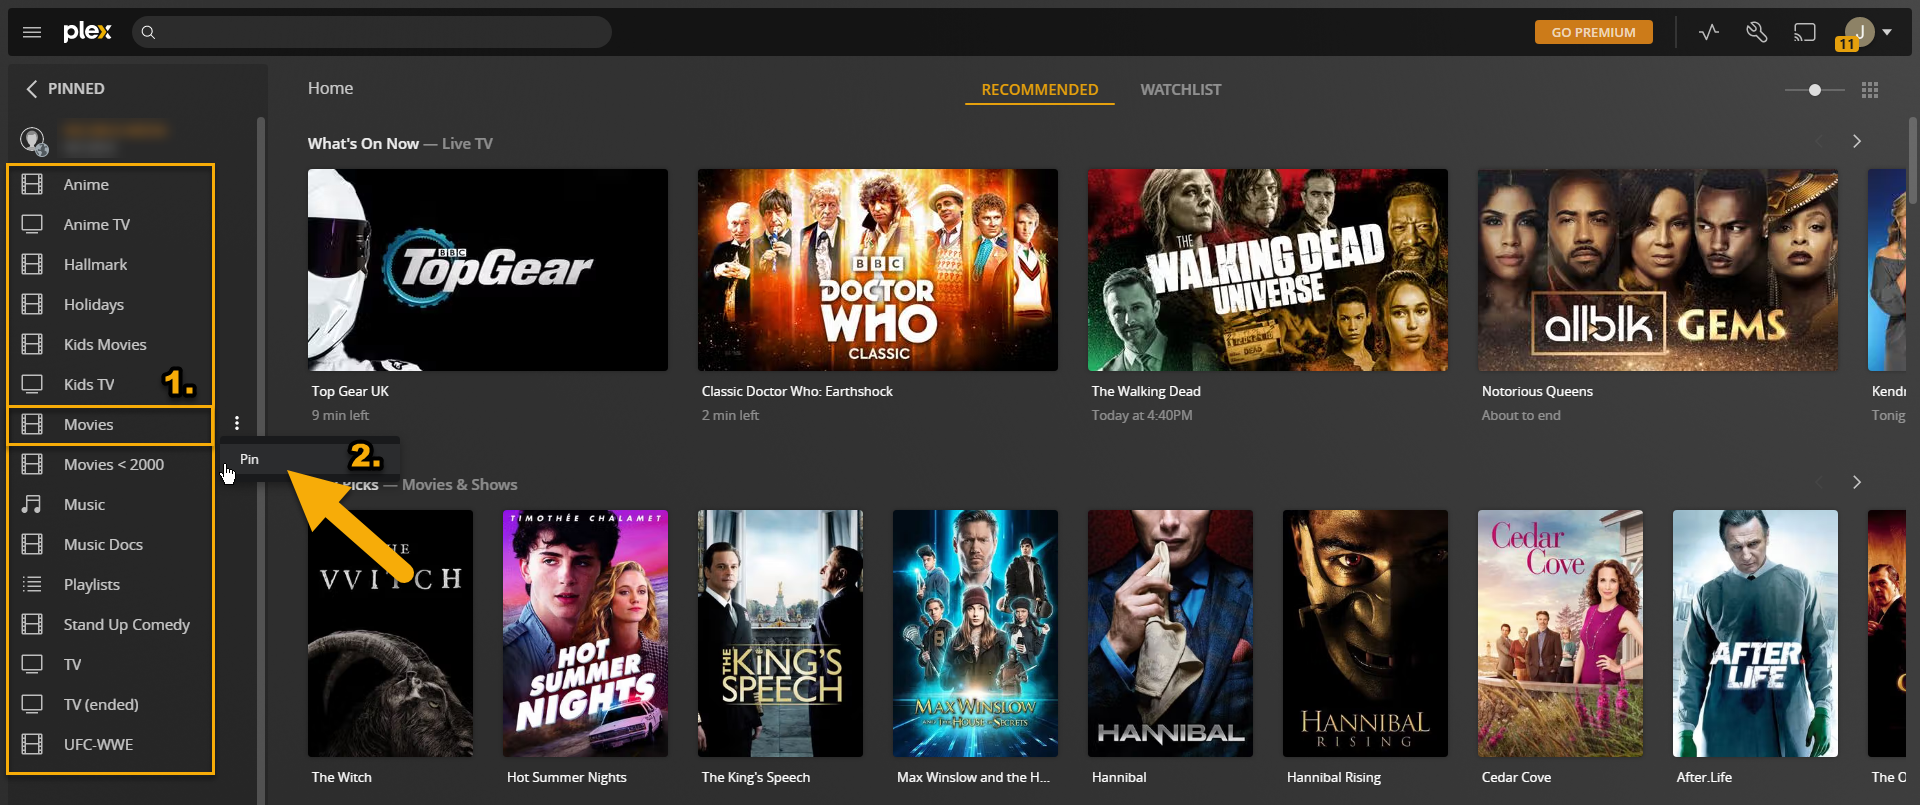 plex
GO PREMIUM
J
11
PINNED
Home
RECOMMENDED
WATCHLIST
Anime
Anime TV
Hallmark
Holidays
Kids Movies
Kids TV
1.
Movies
Movies < 2000
Music
Music Docs
Playlists
Stand Up Comedy
TV
TV (ended)
UFC-WWE
Pin
2.
What's On Now — Live TV
BBC
TopGear
BBC
DOCTOR
WHO
CLASSIC
THE
WALKING DEAD
UNIVERSE
allblk GEMS
Top Gear UK
9 min left
Classic Doctor Who: Earthshock
2 min left
The Walking Dead
Today at 4:40PM
Notorious Queens
About to end
Kendr
Tonig
Picks — Movies & Shows
THE
VVITCH
TIMOTHÉE CHALAMET
HOT
SUMMER
NIGHTS
THE KING'S
SPEECH
MAX WINSLOW
AND THE HOUSE OF SECRETS
HANNIBAL
HANNIBAL
RISING
Cedar
Cove
AFTER
LIFE
The Witch
Hot Summer Nights
The King's Speech
Max Winslow and the H...
Hannibal
Hannibal Rising
Cedar Cove
After.Life
The O